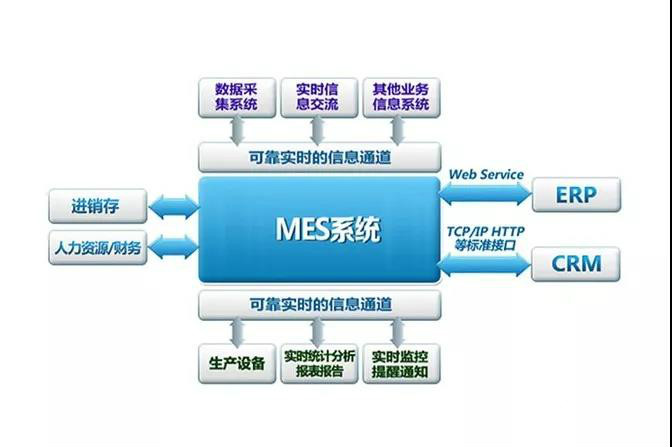 数据采
集系统
实时信
息交流
其他业务
信息系统
可靠实时的信息通道
Web Service
进销存
ERP
MES系统
TCP/IP HTTP
等标准接口
人力资源/财务
CRM
可靠实时的信息通道
生产设备
实时统计分析
报表报告
实时监控
提醒通知